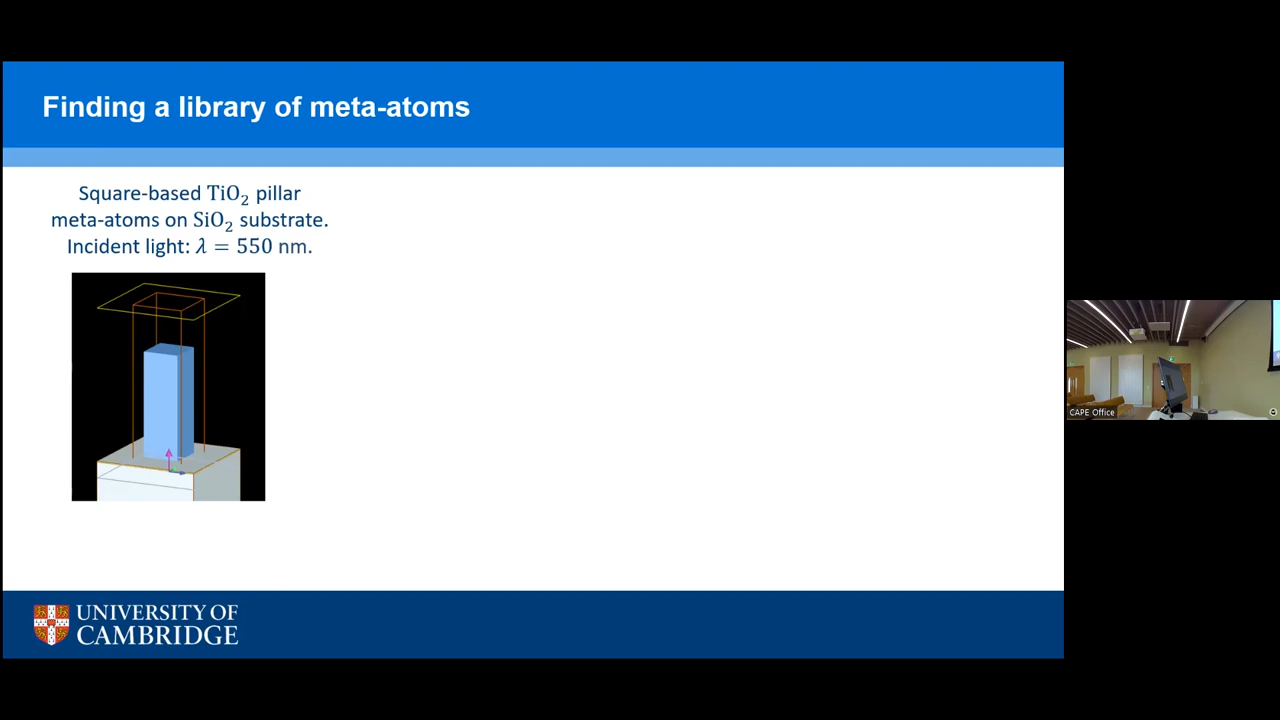 Finding a library of meta-atoms
Square-based TiO₂ pillar
meta-atoms on SiO₂ substrate.
Incident light: λ = 550 nm.
CAPE Office
UNIVERSITY OF
CAMBRIDGE